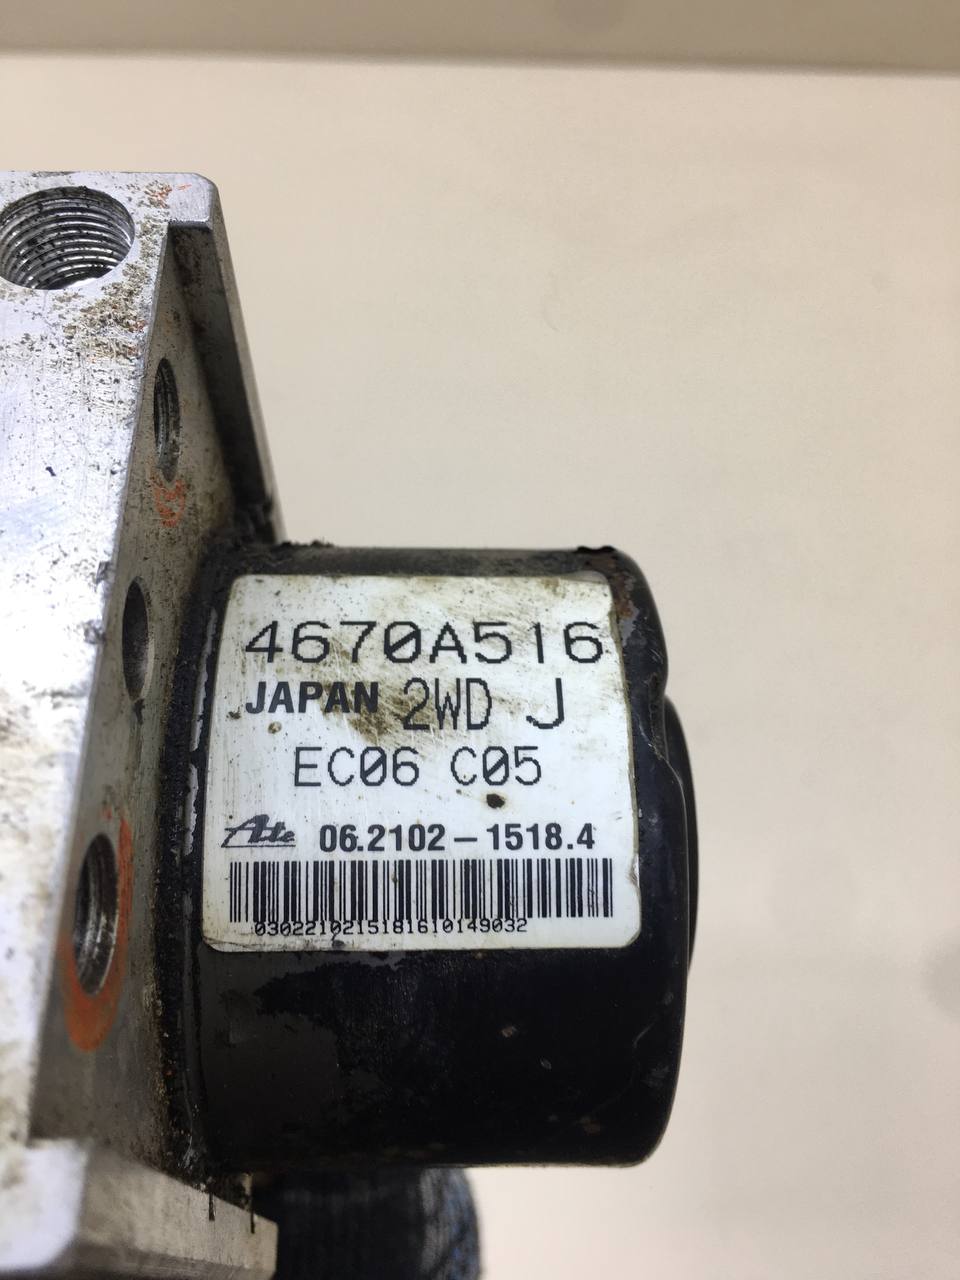 4670A516
JAPAN 2WD J
EC06 C05
Ate 06.2102-1518.4
0302210215181610149032